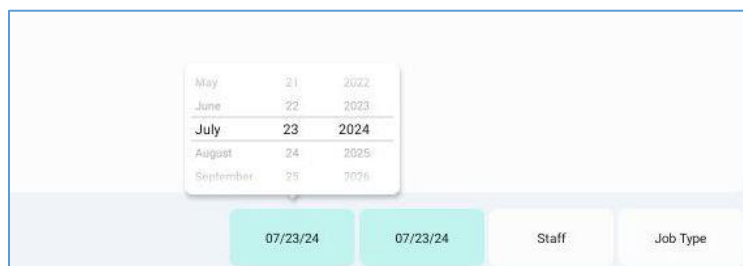 May 21 2022
June 22 2023
July 23 2024
August 24 2025
September 25 2026
07/23/24 07/23/24 Staff Job Type